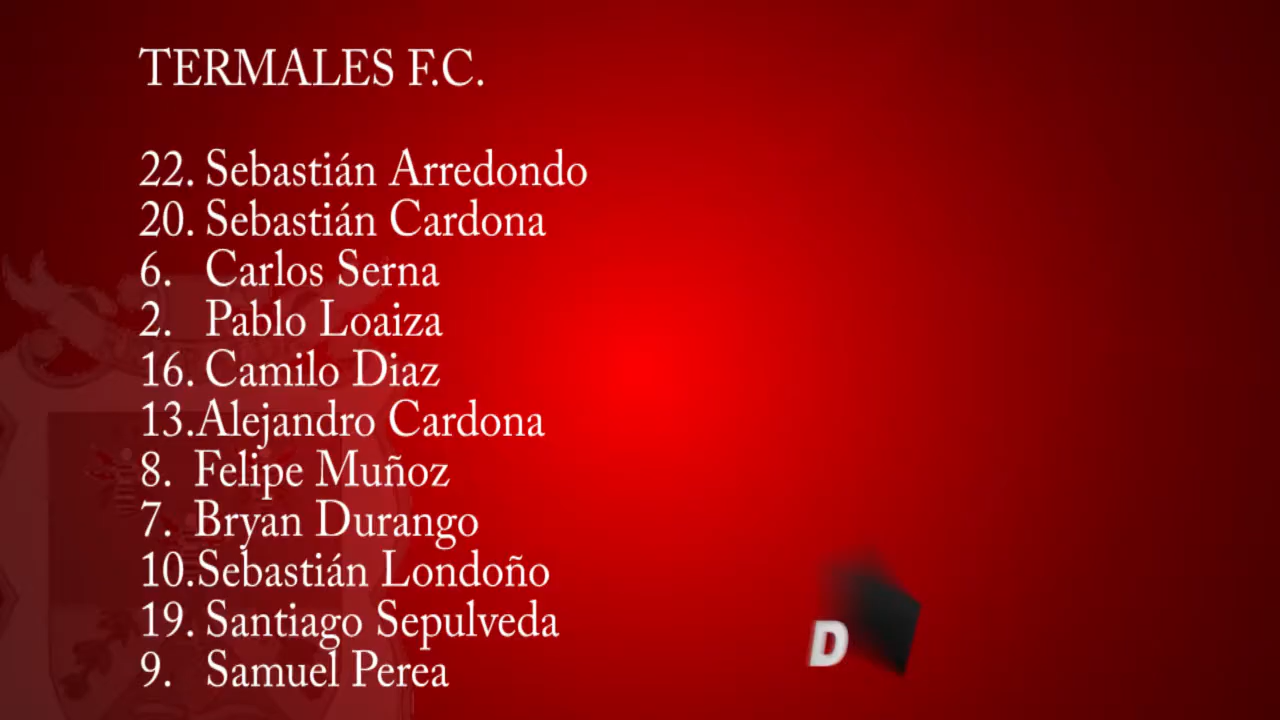 TERMALES F.C.
22. Sebastián Arredondo
20. Sebastián Cardona
6. Carlos Serna
2. Pablo Loaiza
16. Camilo Diaz
13.Alejandro Cardona
8. Felipe Muñoz
7. Bryan Durango
10.Sebastián Londoño
19. Santiago Sepulveda
9. Samuel Perea
D